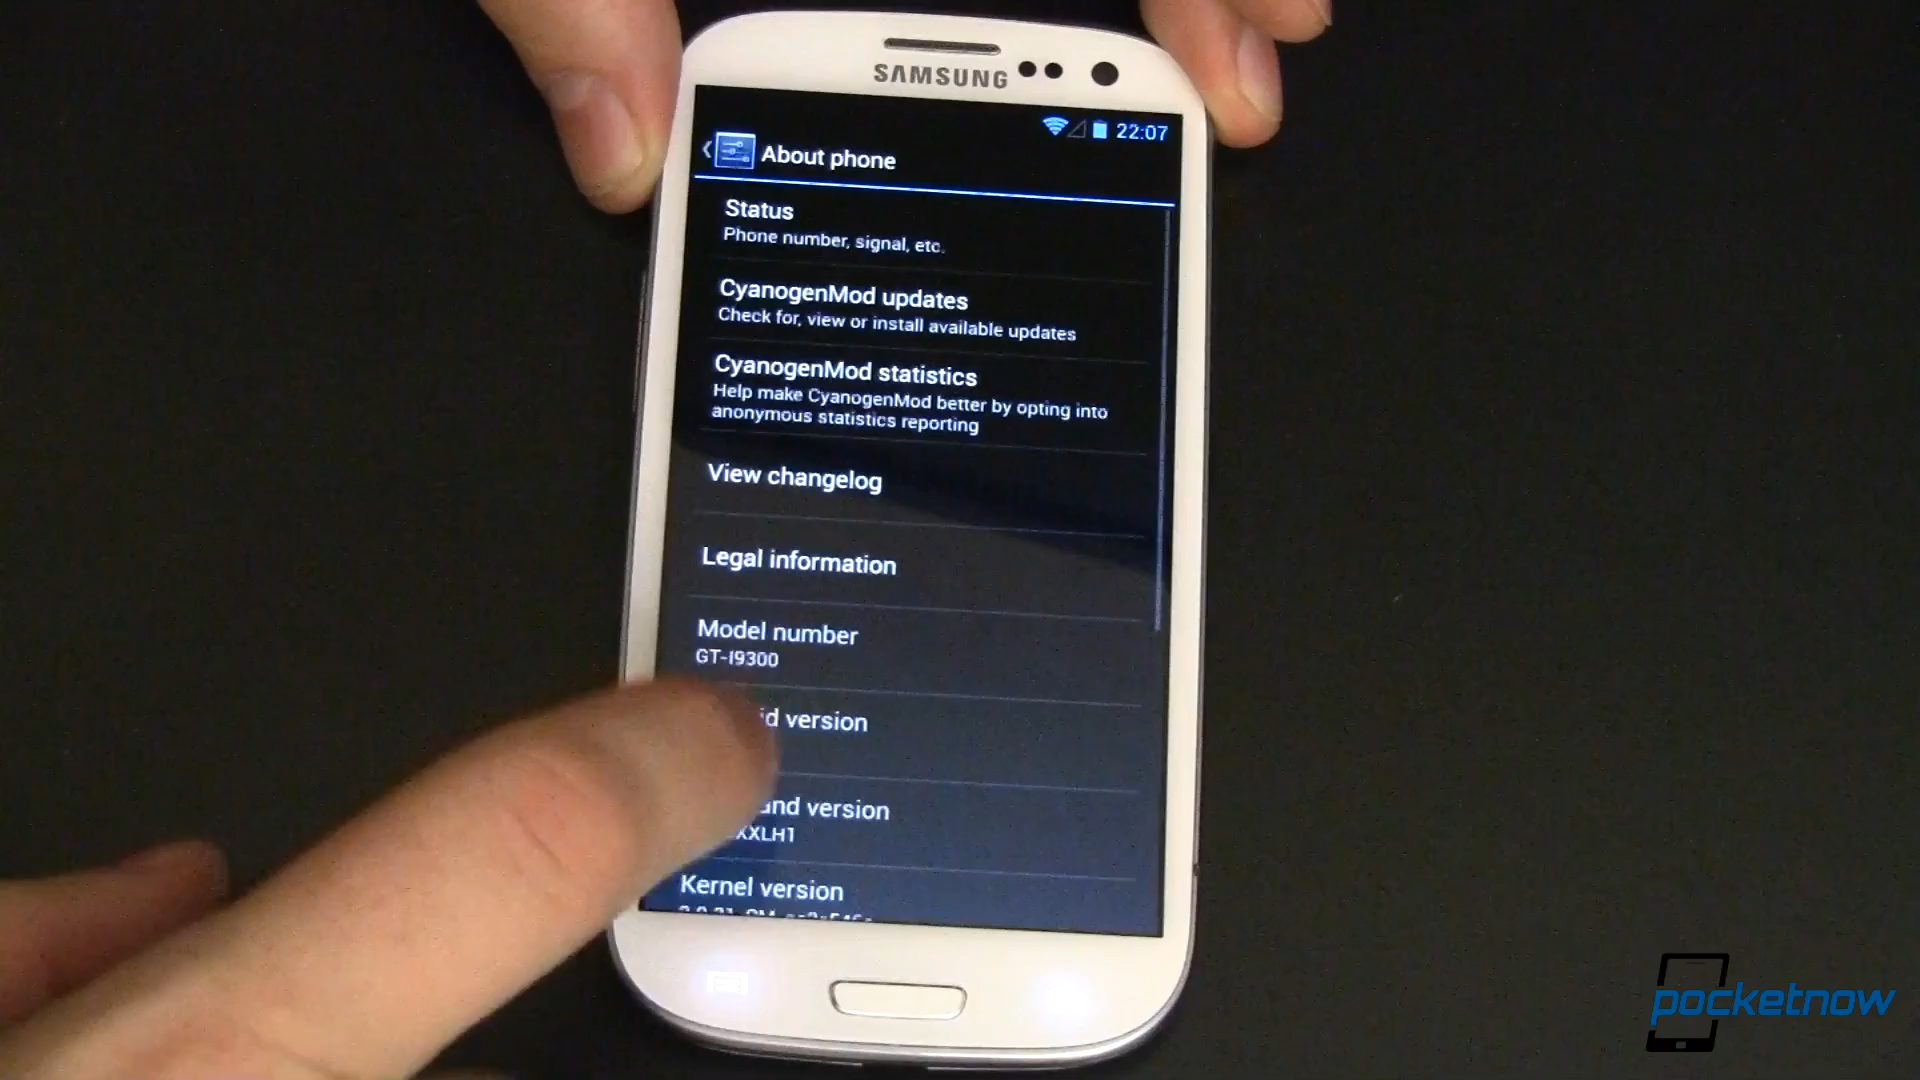 SAMSUNG
22:07
About phone
Status
Phone number, signal, etc.
CyanogenMod updates
Check for, view or install available updates
CyanogenMod statistics
Help make CyanogenMod better by opting into
anonymous statistics reporting
View changelog
Legal information
Model number
GT-I9300
version
version
XXLH1
Kernel version
pocketnow